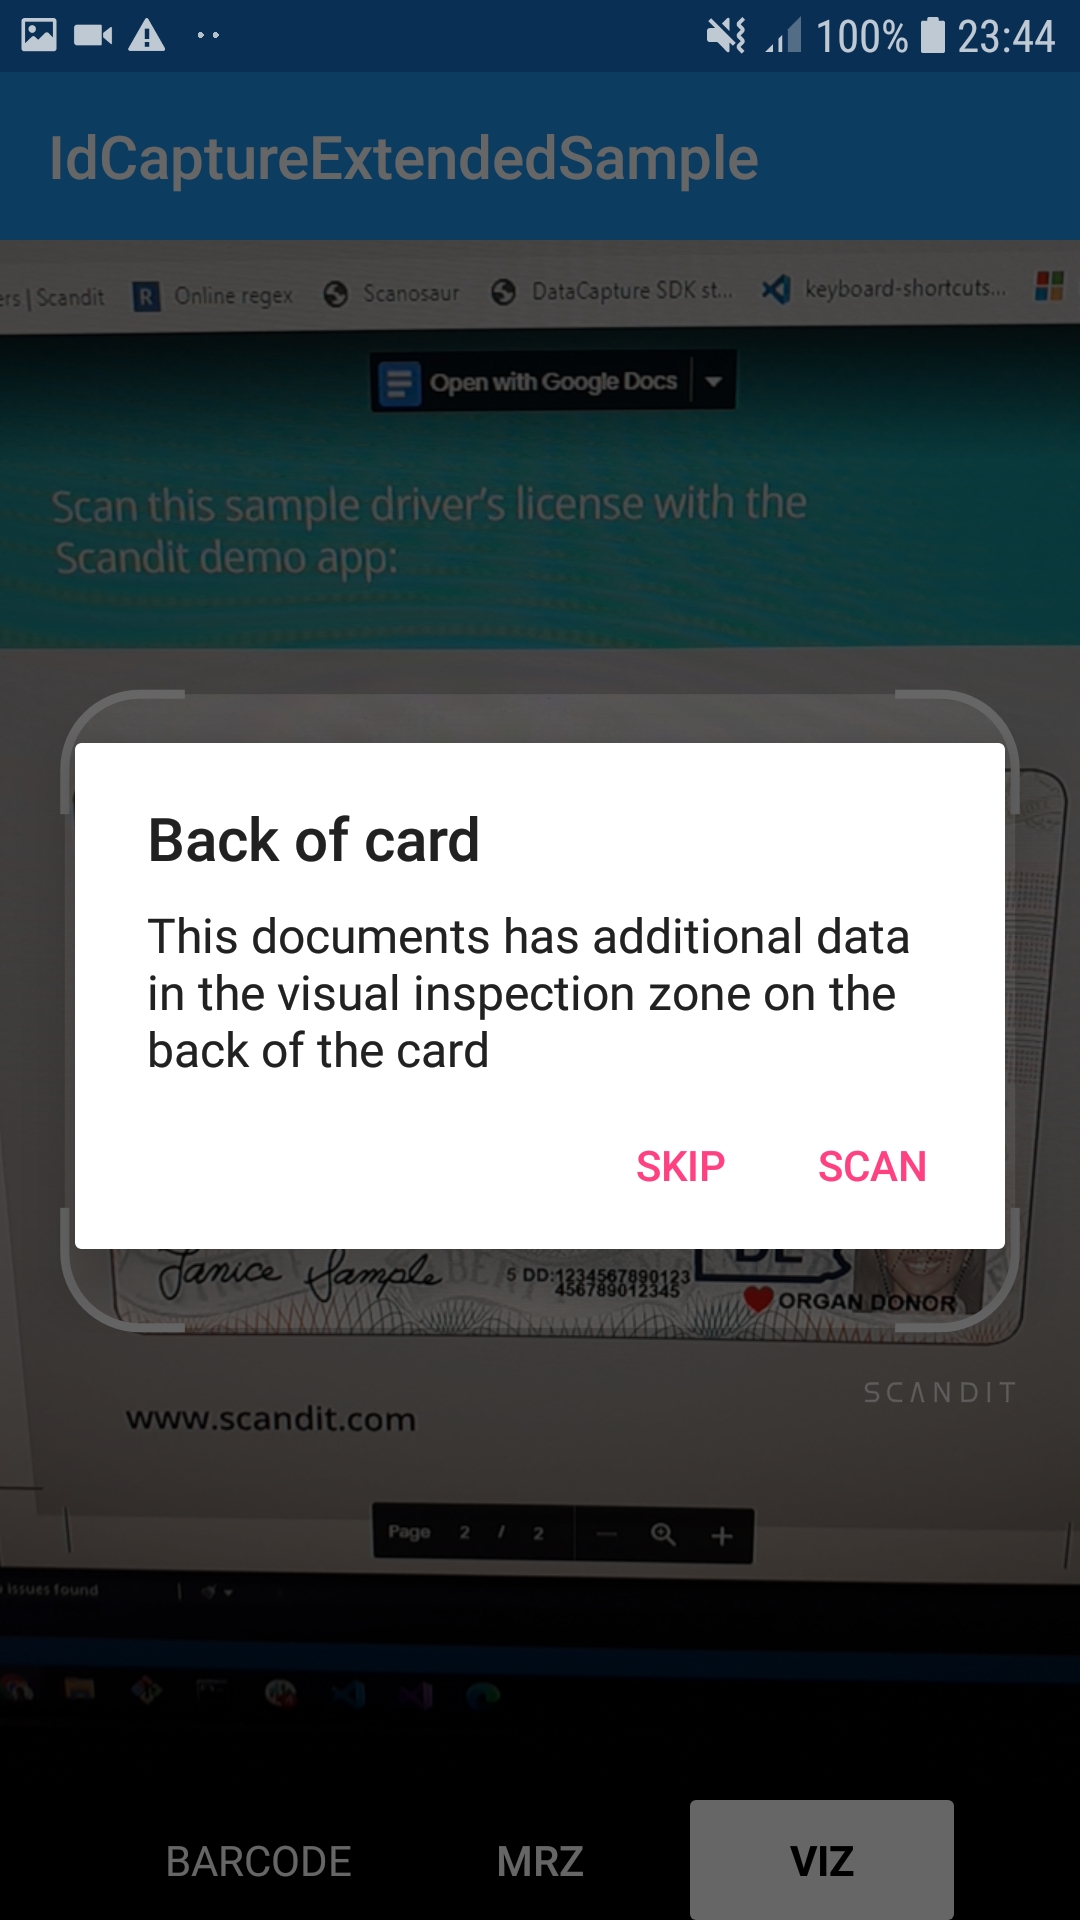 100% 23:44
IdCaptureExtendedSample
ers | Scandit Online regex Scanosaur DataCapture SDK st... keyboard-shortcuts...
Open with Google Docs
Scan this sample driver's license with the
Scandit demo app:
Back of card
This documents has additional data
in the visual inspection zone on the
back of the card
SKIP SCAN
Janice Sample
5 DD:1234567890123
456789012345
DE
ORGAN DONOR
SCANDIT
www.scandit.com
Page 2 / 2
issues found
BARCODE MRZ VIZ